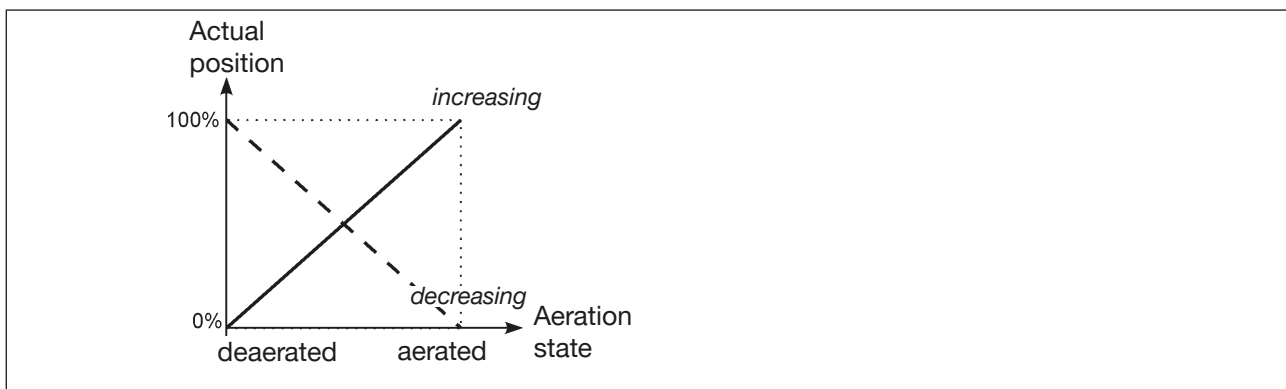 Actual
position
increasing
100%
decreasing
0%
Aeration
state
deaerated
aerated